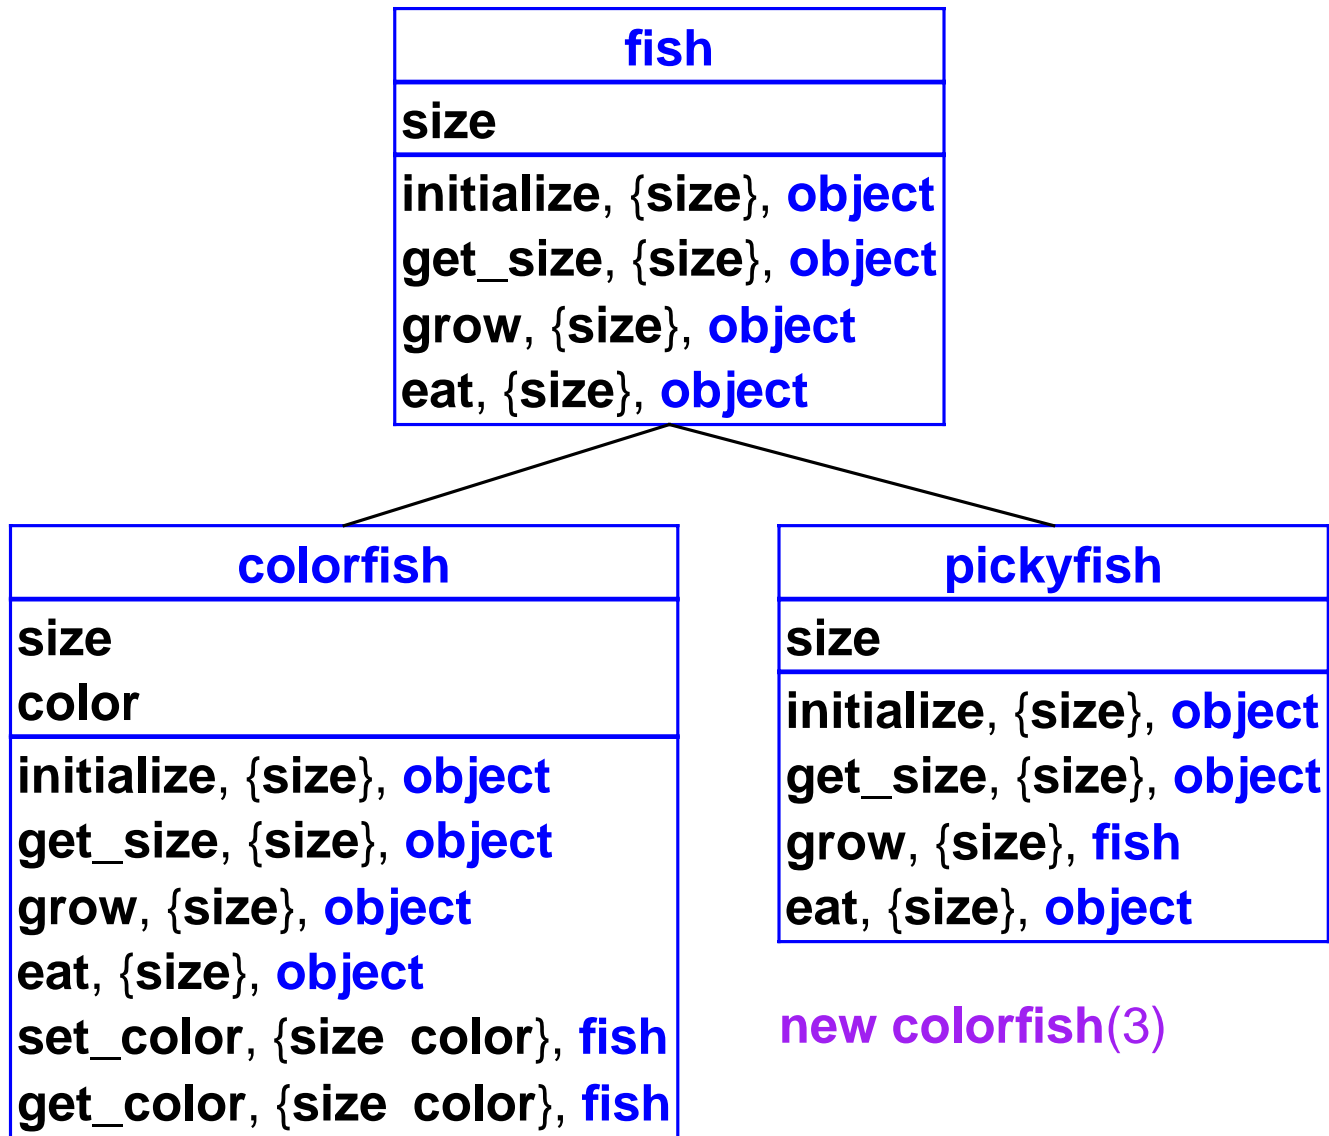 fish
size
initialize, {size}, object
get_size, {size}, object
grow, {size}, object
eat, {size}, object
colorfish
size
color
initialize, {size}, object
get_size, {size}, object
grow, {size}, object
eat, {size}, object
set_color, {size color}, fish
get_color, {size color}, fish
pickyfish
size
initialize, {size}, object
get_size, {size}, object
grow, {size}, fish
eat, {size}, object
new colorfish(3)